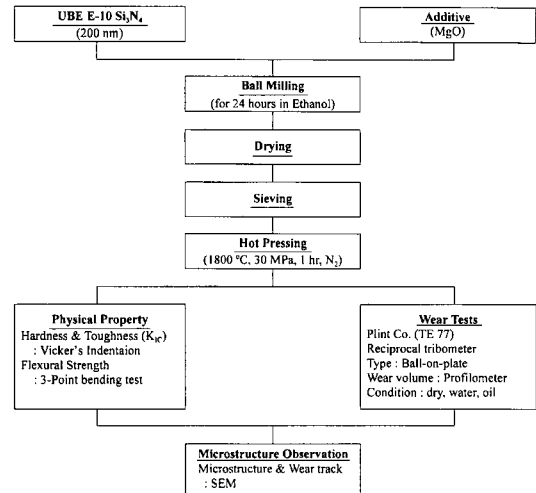 UBE E-10 Si₃N₄
(200 nm)
Additive
(MgO)
Ball Milling
(for 24 hours in Ethanol)
Drying
Sieving
Hot Pressing
(1800 °C, 30 MPa, 1 hr, N₂)
Physical Property
Hardness & Toughness (K_IC)
: Vicker's Indentaion
Flexural Strength
: 3-Point bending test
Wear Tests
Plint Co. (TE 77)
Reciprocal tribometer
Type : Ball-on-plate
Wear volume : Profilometer
Condition : dry, water, oil
Microstructure Observation
Microstructure & Wear track
: SEM